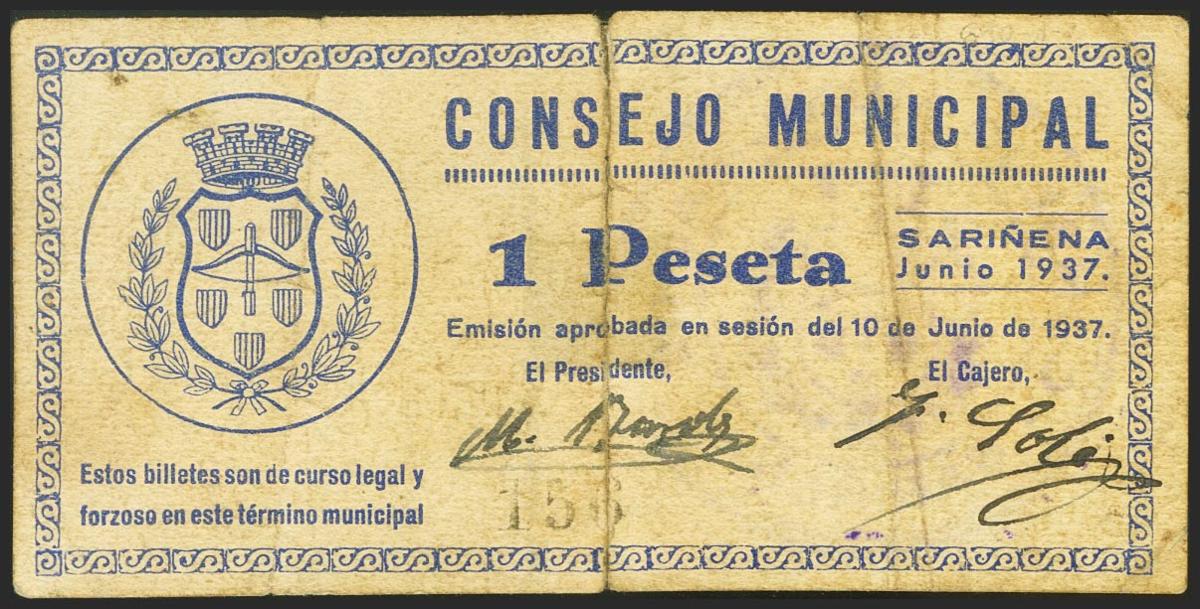 CONSEJO MUNICIPAL
1 Peseta
SARIÑENA
Junio 1937.
Emisión aprobada en sesión del 10 de Junio de 1937.
El Presidente,
El Cajero,
M.
Estos billetes son de curso legal y
forzoso en este término municipal